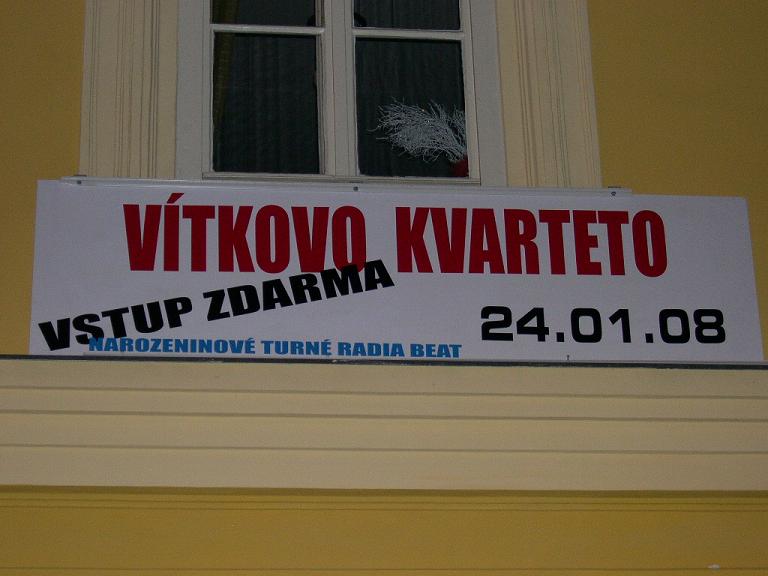 VÍTKOVO KVARTETO
VSTUP ZDARMA
24.01.08
NAROZENINOVÉ TURNÉ RADIA BEAT